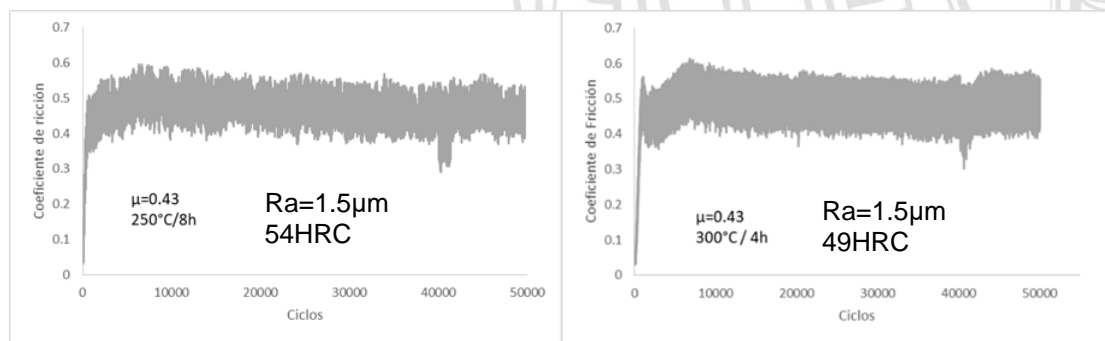 0.7
0.6
0.5
0.4
0.3
0.2
0.1
0
Coeficiente de ricción
μ=0.43
250°C/8h
Ra=1.5μm
54HRC
0 10000 20000 30000 40000 50000
Ciclos
0.7
0.6
0.5
0.4
0.3
0.2
0.1
0
Coeficiente de Fricción
μ=0.43
300°C / 4h
Ra=1.5μm
49HRC
0 10000 20000 30000 40000 50000
Ciclos